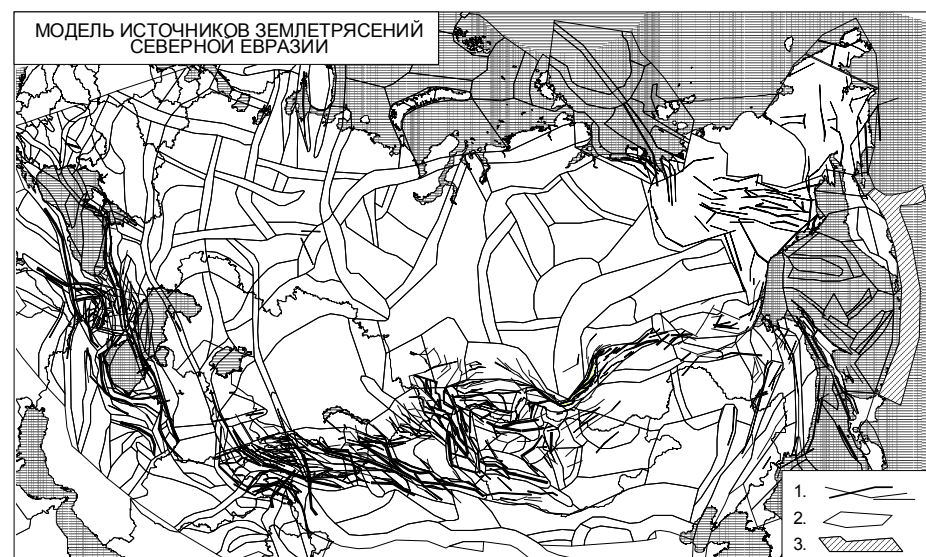 МОДЕЛЬ ИСТОЧНИКОВ ЗЕМЛЕТРЯСЕНИЙ
СЕВЕРНОЙ ЕВРАЗИИ
1.
2.
3.